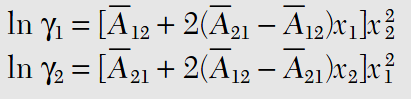 ln γ₁ = [A̅₁₂ + 2(A̅₂₁ − A̅₁₂)x₁]x₂²
ln γ₂ = [A̅₂₁ + 2(A̅₁₂ − A̅₂₁)x₂]x₁²